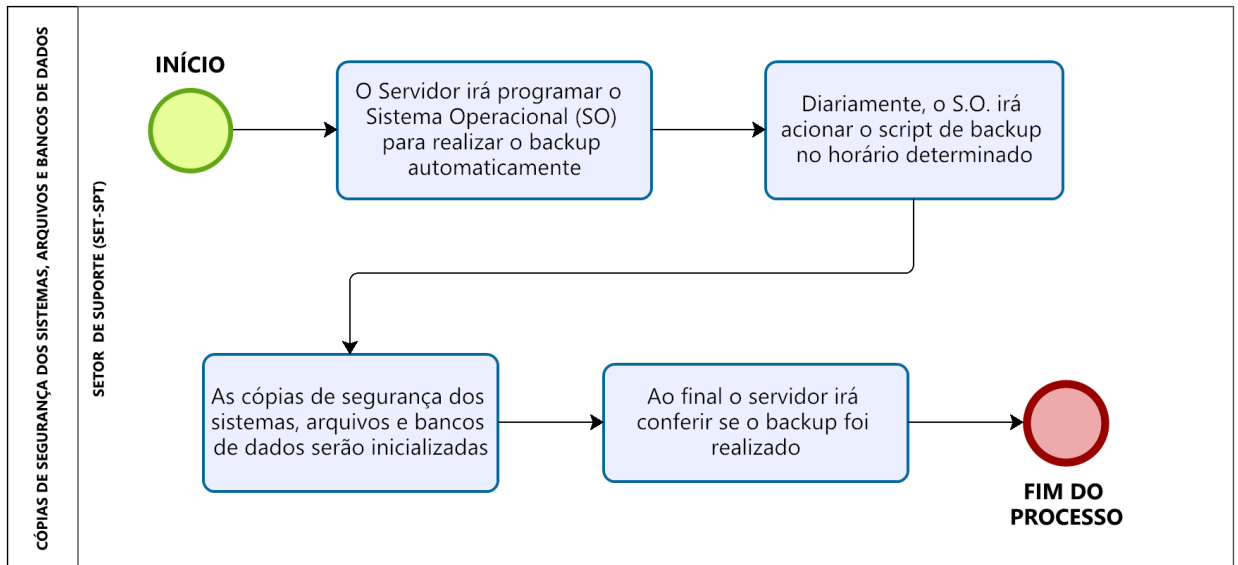 CÓPIAS DE SEGURANÇA DOS SISTEMAS, ARQUIVOS E BANCOS DE DADOS
SETOR DE SUPORTE (SET-SPT)
INÍCIO
O Servidor irá programar o
Sistema Operacional (SO)
para realizar o backup
automaticamente
Diariamente, o S.O. irá
acionar o script de backup
no horário determinado
As cópias de segurança dos
sistemas, arquivos e bancos
de dados serão inicializadas
Ao final o servidor irá
conferir se o backup foi
realizado
FIM DO
PROCESSO